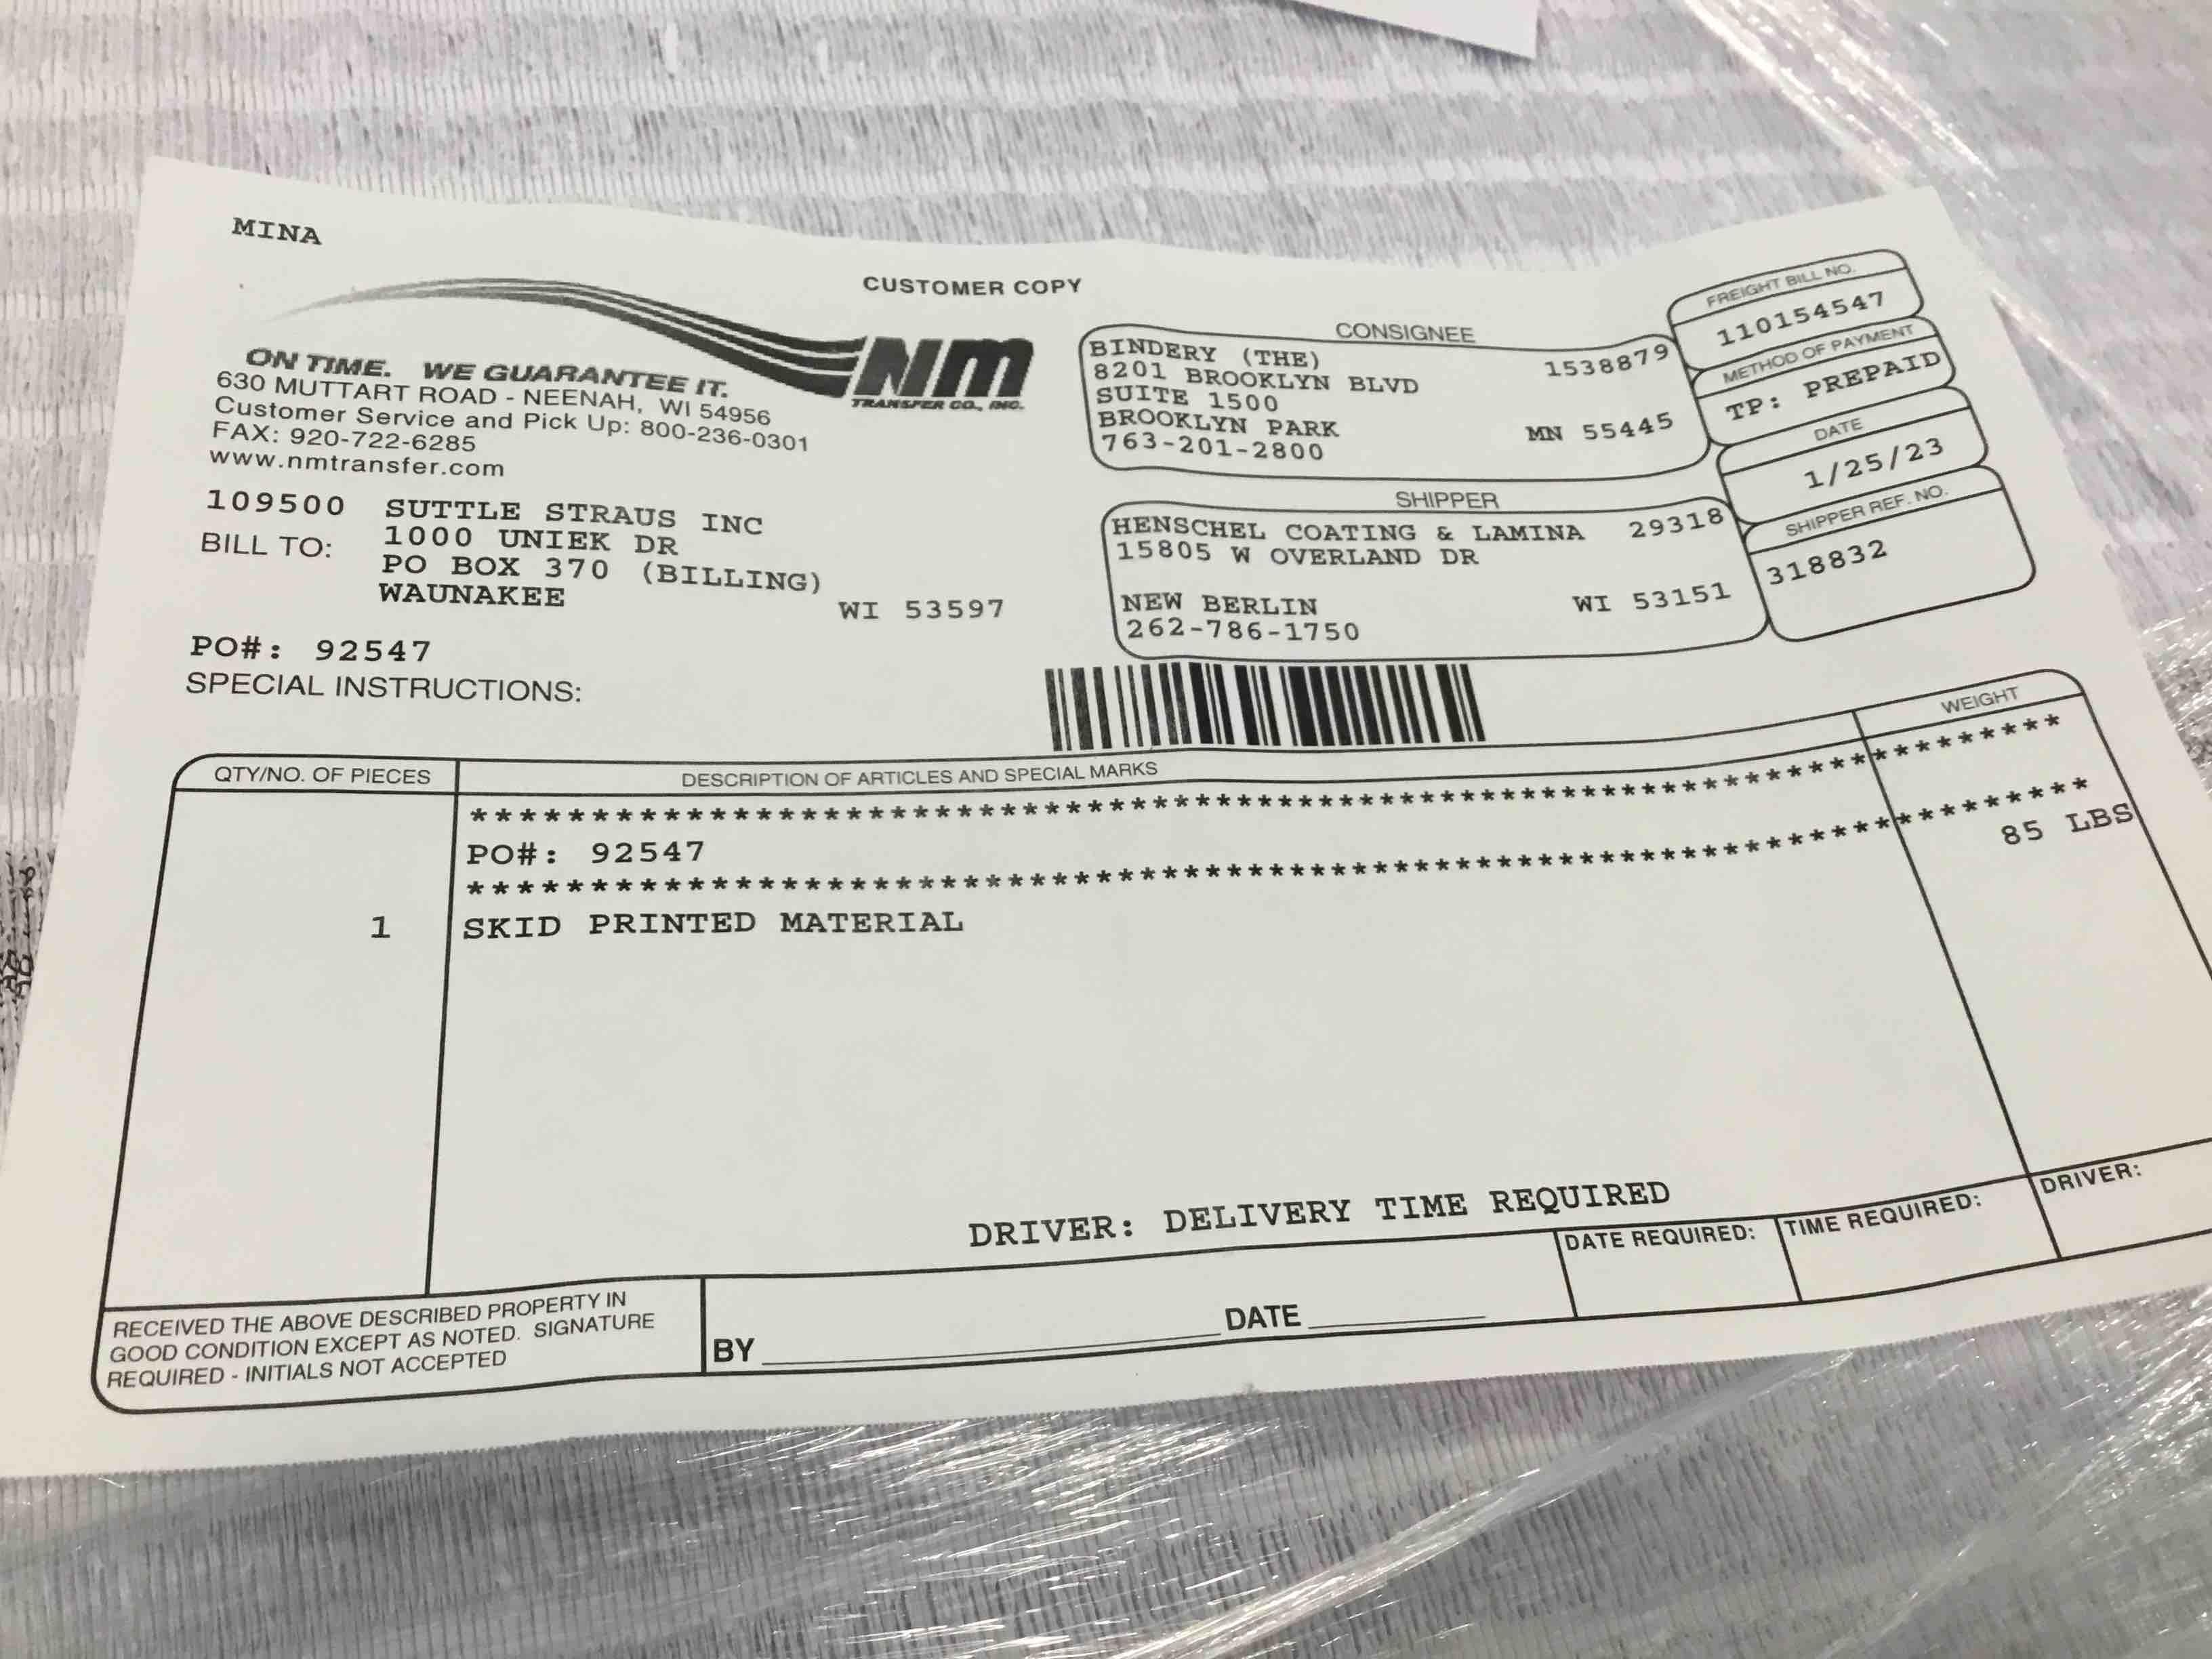 MINA
CUSTOMER COPY
ON TIME. WE GUARANTEE IT.
NM
TRANSFER CO., INC.
630 MUTTART ROAD - NEENAH, WI 54956
Customer Service and Pick Up: 800-236-0301
FAX: 920-722-6285
www.nmtransfer.com
109500 SUTTLE STRAUS INC
BILL TO: 1000 UNIEK DR
PO BOX 370 (BILLING)
WAUNAKEE WI 53597
PO#: 92547
SPECIAL INSTRUCTIONS:
CONSIGNEE
BINDERY (THE) 1538879
8201 BROOKLYN BLVD
SUITE 1500
BROOKLYN PARK MN 55445
763-201-2800
SHIPPER
HENSCHEL COATING & LAMINA 29318
15805 W OVERLAND DR
NEW BERLIN WI 53151
262-786-1750
FREIGHT BILL NO.
110154547
METHOD OF PAYMENT
TP: PREPAID
DATE
1/25/23
SHIPPER REF. NO.
318832
QTY/NO. OF PIECES DESCRIPTION OF ARTICLES AND SPECIAL MARKS WEIGHT
PO#: 92547
1 SKID PRINTED MATERIAL 85 LBS
DRIVER: DELIVERY TIME REQUIRED
RECEIVED THE ABOVE DESCRIBED PROPERTY IN
GOOD CONDITION EXCEPT AS NOTED. SIGNATURE
REQUIRED - INITIALS NOT ACCEPTED
BY DATE
DATE REQUIRED: TIME REQUIRED: DRIVER: